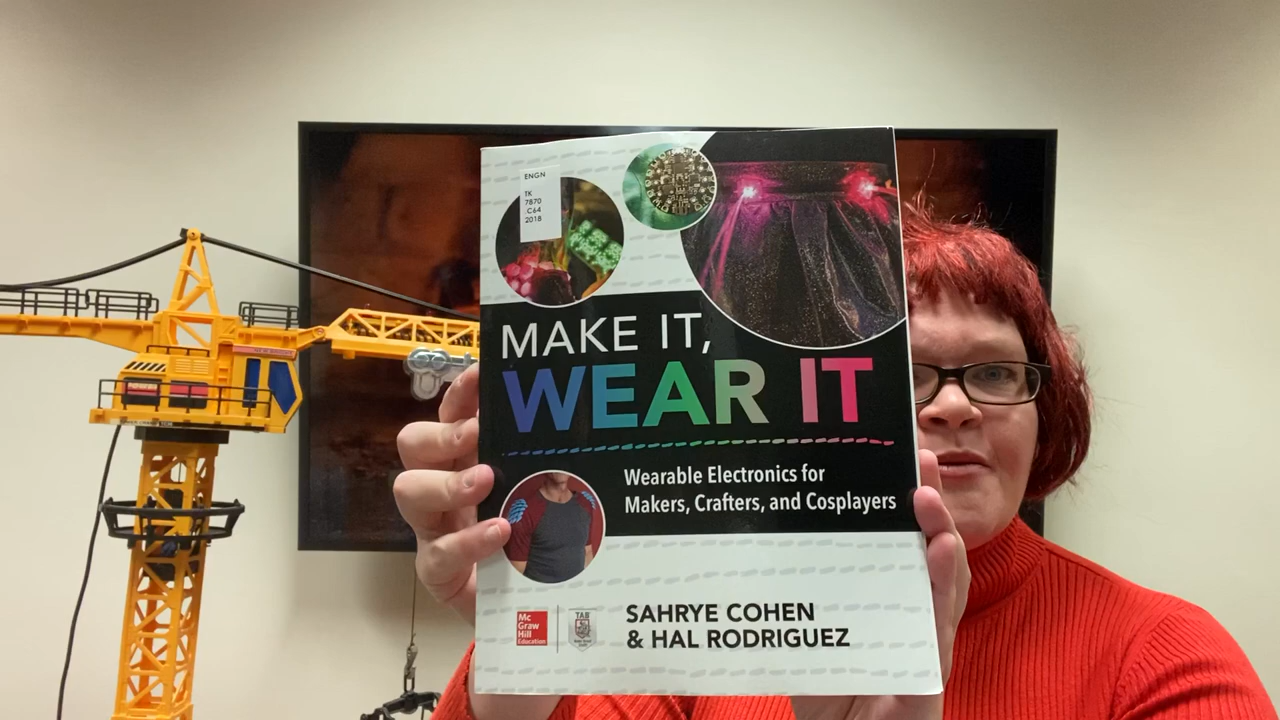 ENGN
TK
7870
C64
2018
MAKE IT,
WEAR IT
Wearable Electronics for
Makers, Crafters, and Cosplayers
Mc
Graw
Hill
Education
TAB
SAHRYE COHEN
& HAL RODRIGUEZ